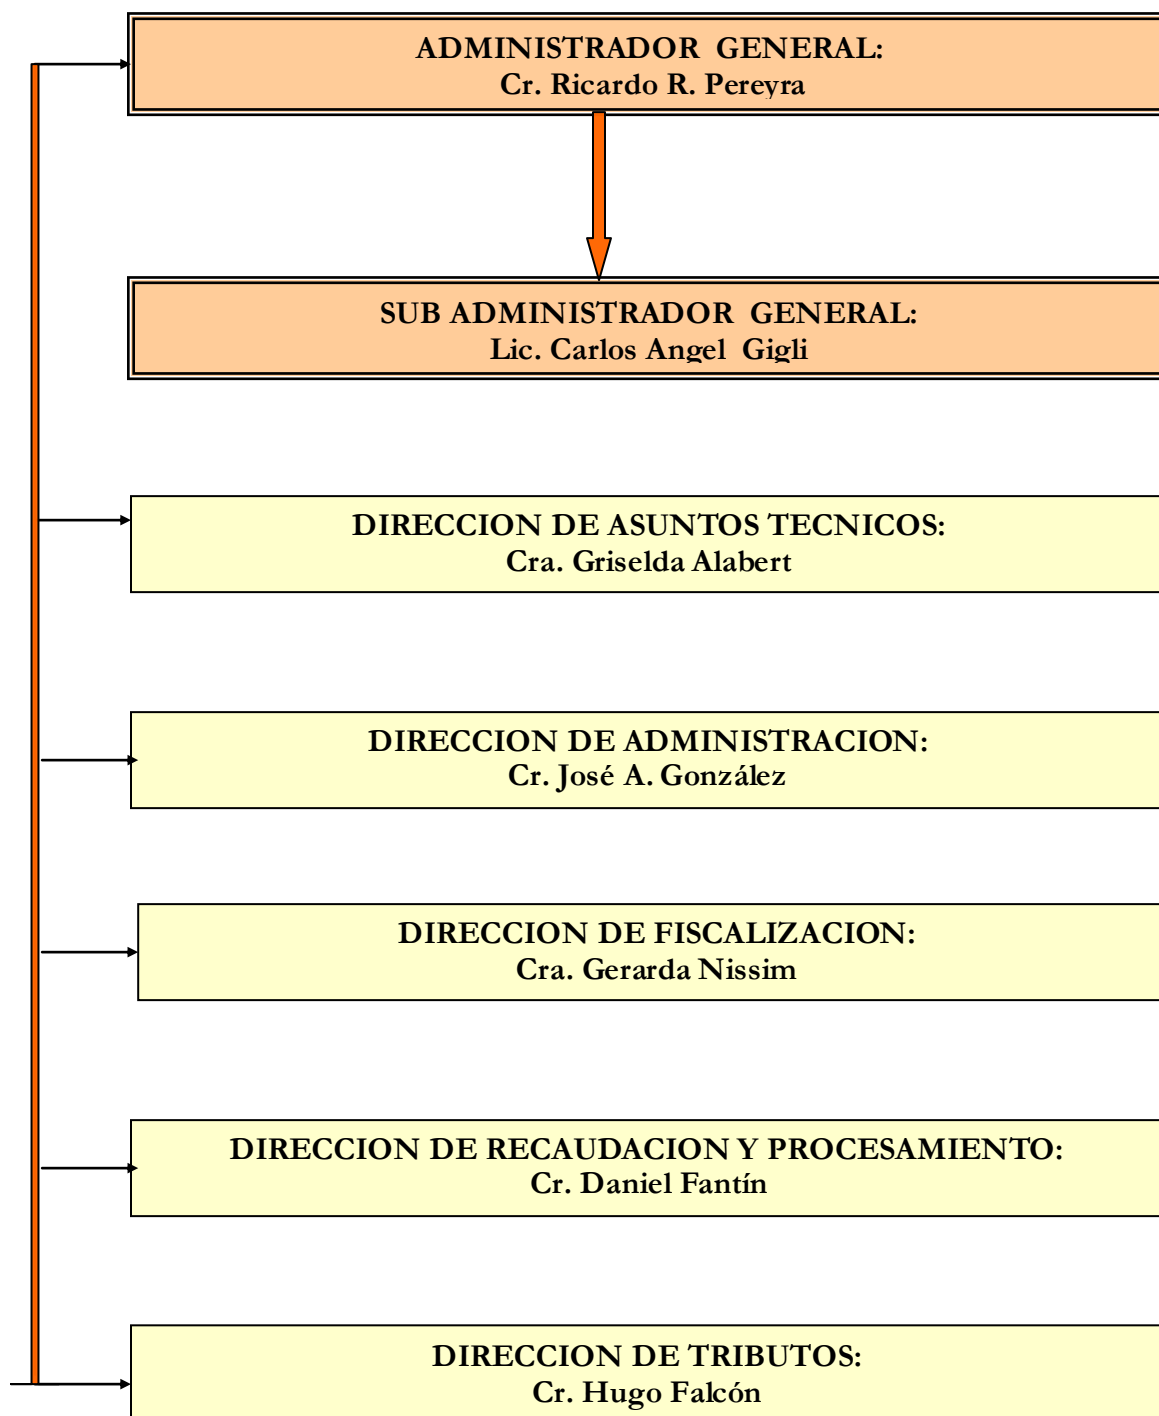 ADMINISTRADOR GENERAL:
Cr. Ricardo R. Pereyra
SUB ADMINISTRADOR GENERAL:
Lic. Carlos Angel Gigli
DIRECCION DE ASUNTOS TECNICOS:
Cra. Griselda Alabert
DIRECCION DE ADMINISTRACION:
Cr. José A. González
DIRECCION DE FISCALIZACION:
Cra. Gerarda Nissim
DIRECCION DE RECAUDACION Y PROCESAMIENTO:
Cr. Daniel Fantín
DIRECCION DE TRIBUTOS:
Cr. Hugo Falcón